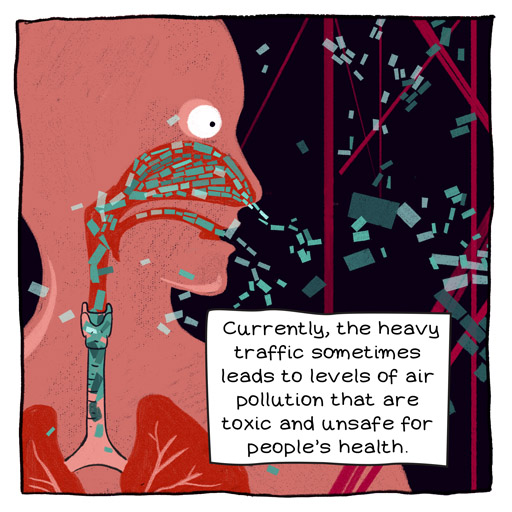 Currently, the heavy
traffic sometimes
leads to levels of air
pollution that are
toxic and unsafe for
people's health.